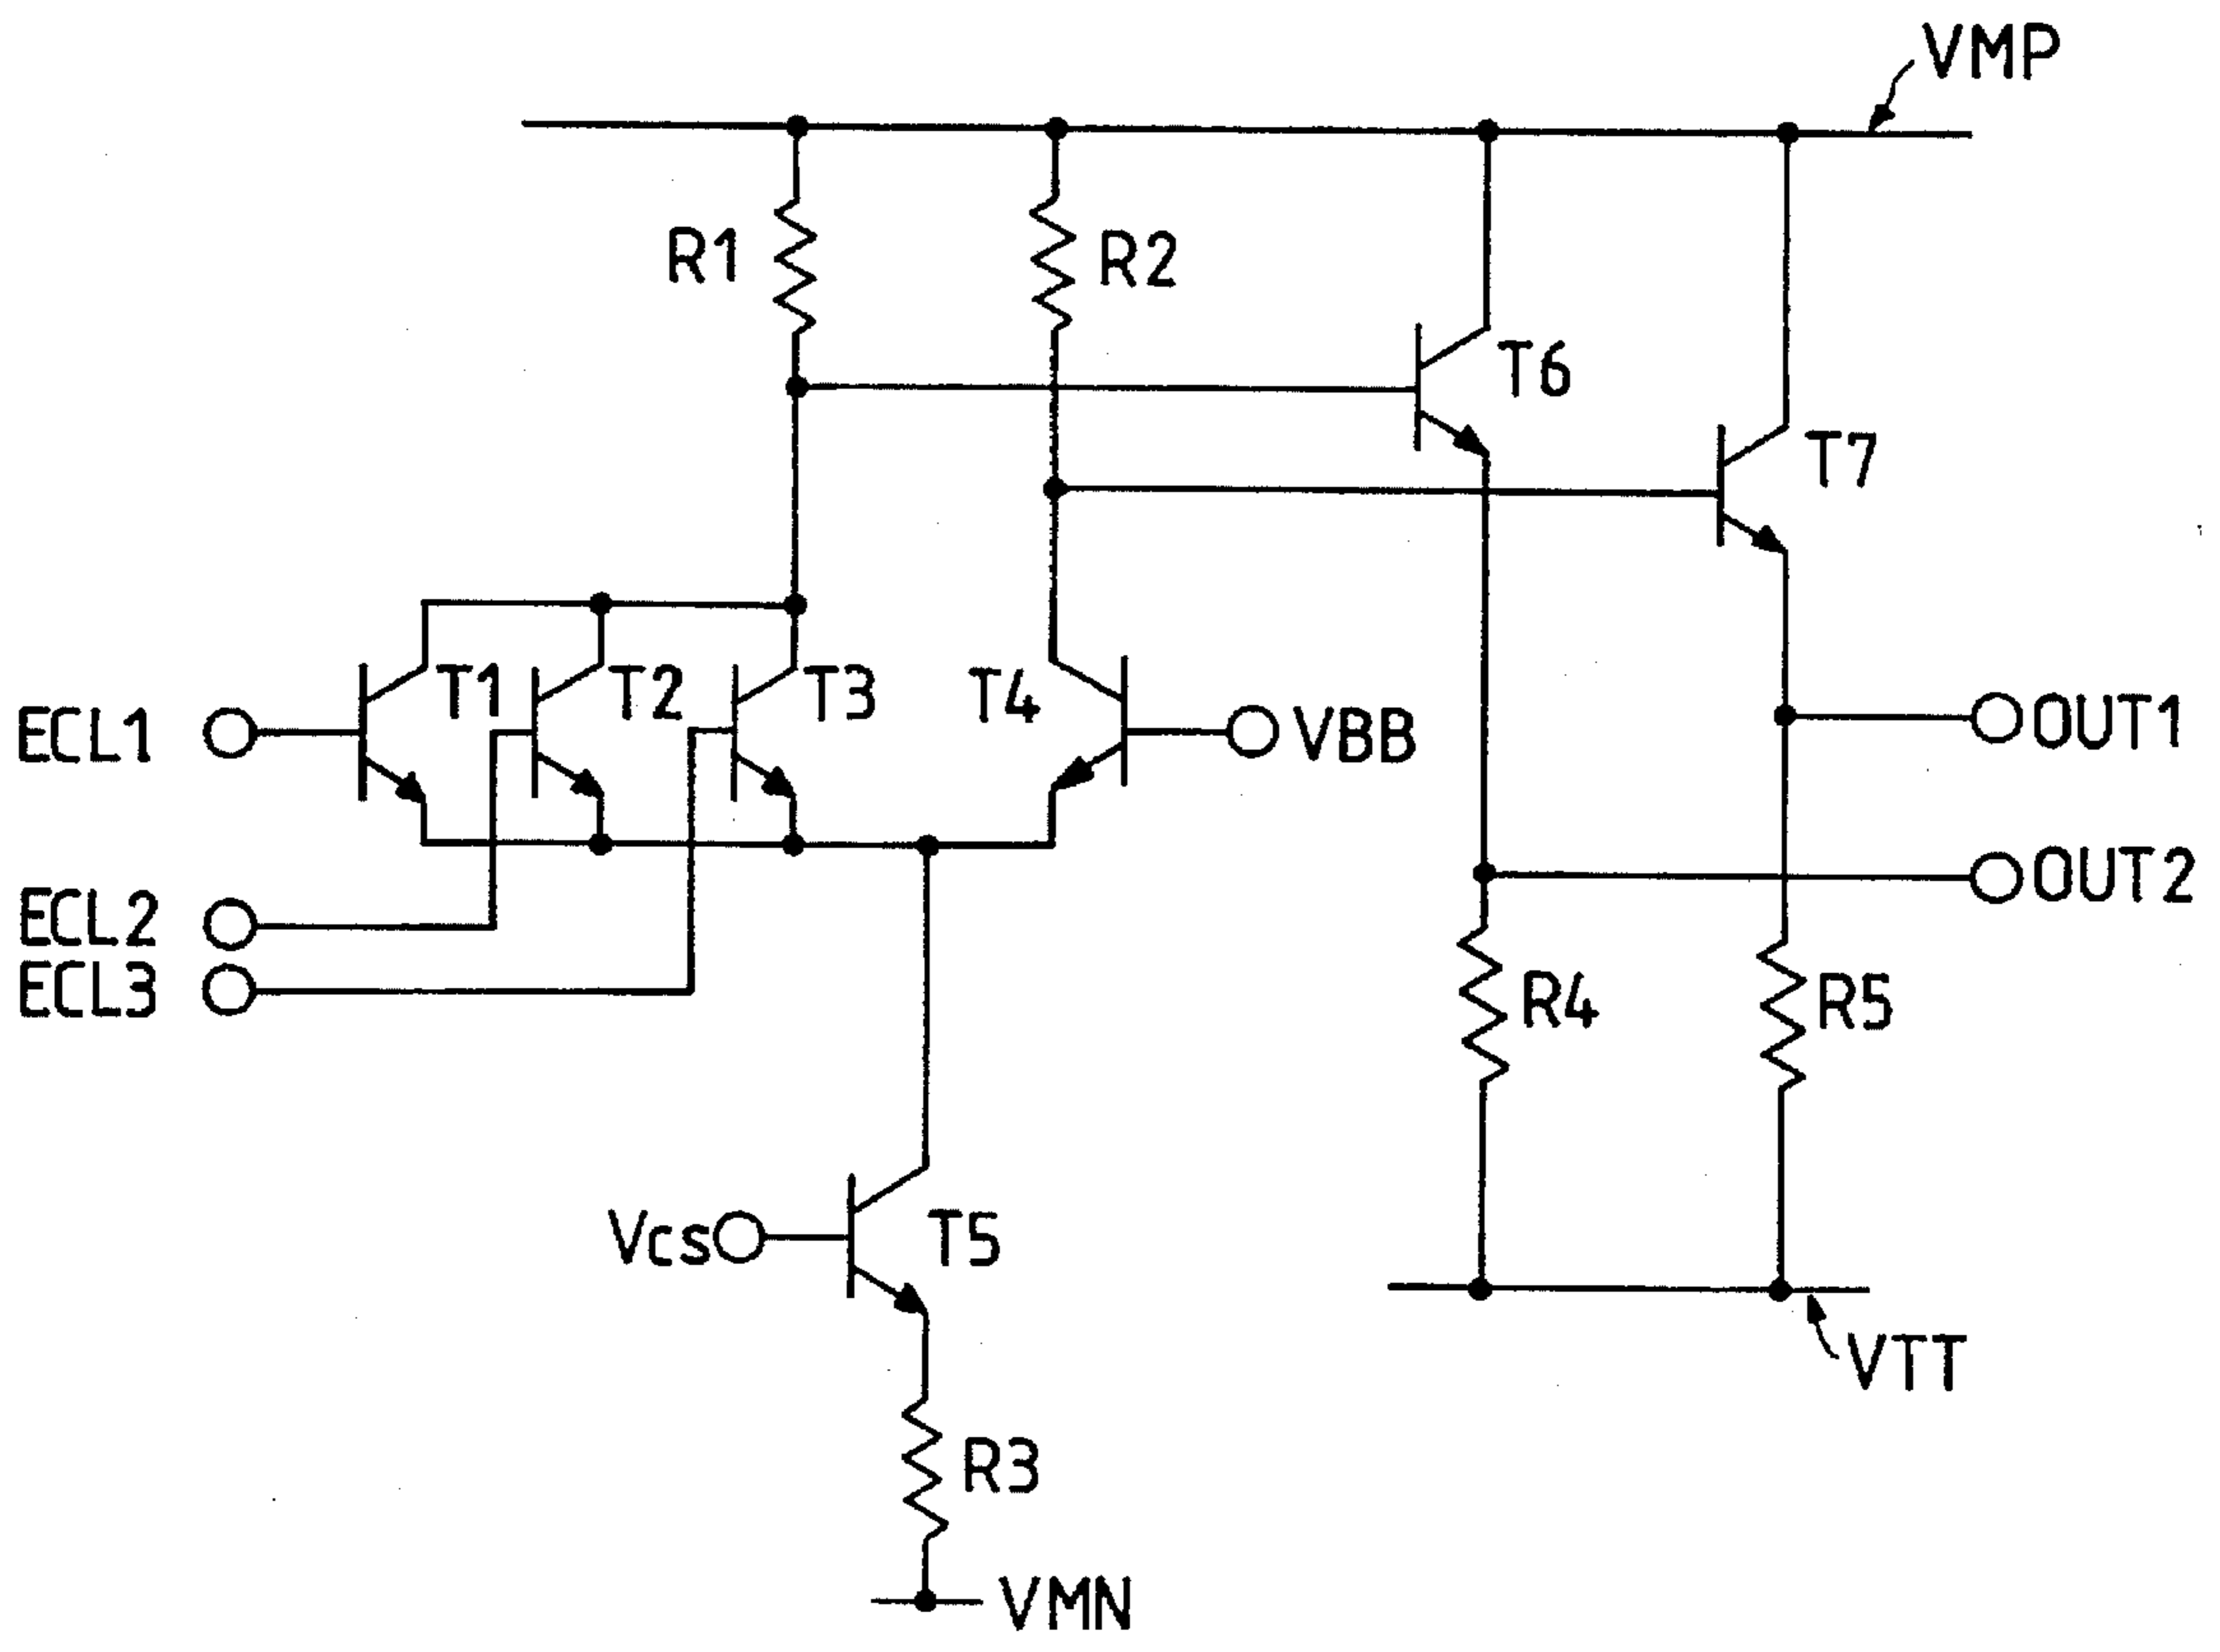 VMP
R1
R2
T6
T7
T1
T2
T3
T4
ECL1
VBB
OUT1
OUT2
ECL2
ECL3
R4
R5
Vcs
T5
VTT
R3
VMN